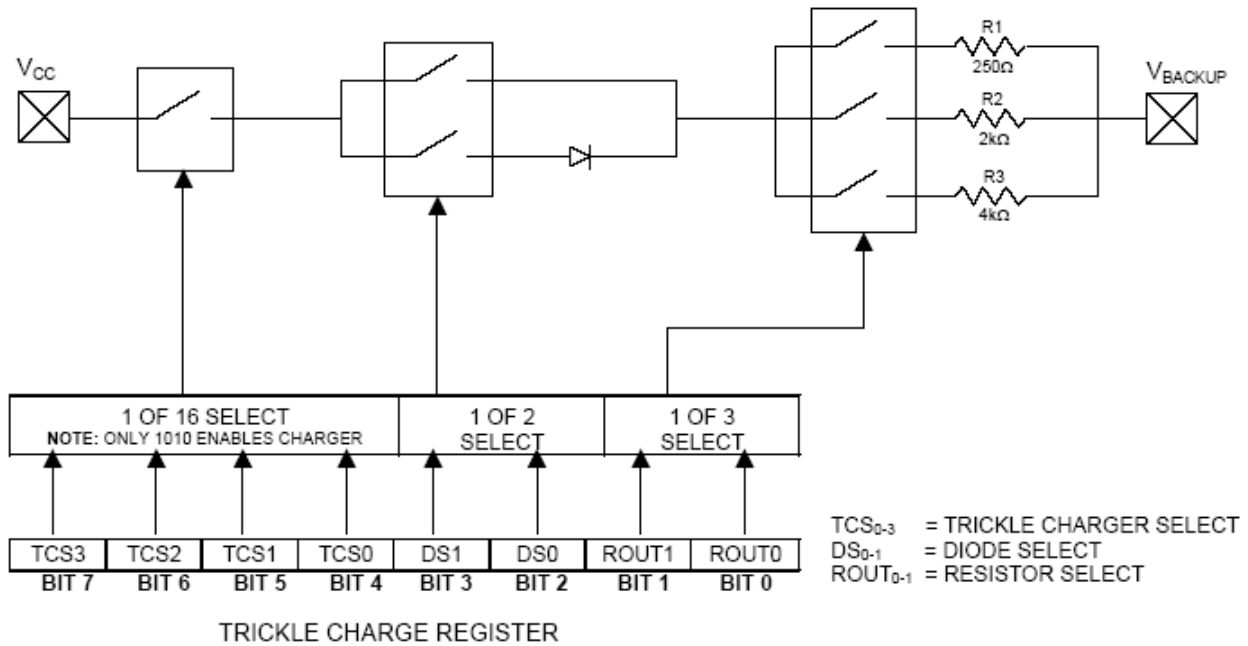 R1
250Ω
V_CC
V_BACKUP
R2
2kΩ
R3
4kΩ
1 OF 16 SELECT
NOTE: ONLY 1010 ENABLES CHARGER
1 OF 2
SELECT
1 OF 3
SELECT
TCS3 TCS2 TCS1 TCS0 DS1 DS0 ROUT1 ROUT0
BIT 7 BIT 6 BIT 5 BIT 4 BIT 3 BIT 2 BIT 1 BIT 0
TCS0-3 = TRICKLE CHARGER SELECT
DS0-1 = DIODE SELECT
ROUT0-1 = RESISTOR SELECT
TRICKLE CHARGE REGISTER